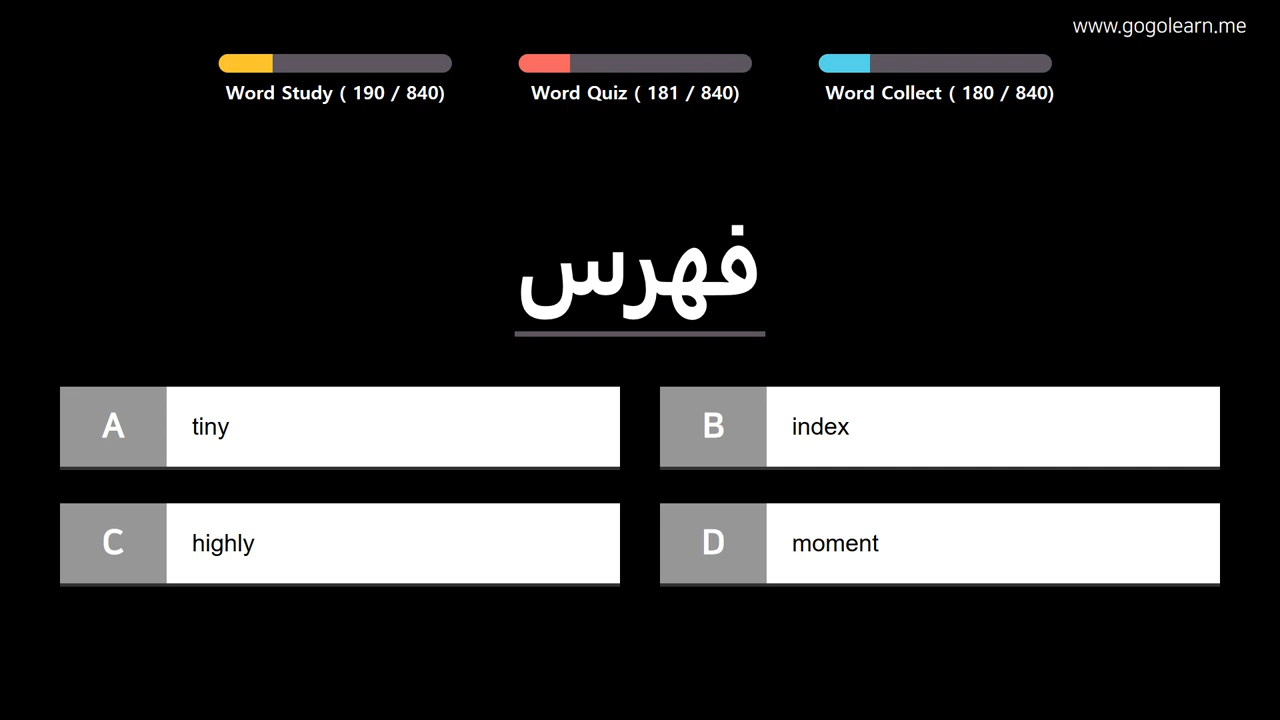 www.gogolearn.me
Word Study ( 190 / 840)
Word Quiz ( 181 / 840)
Word Collect ( 180 / 840)
فهرس
A
tiny
B
index
C
highly
D
moment